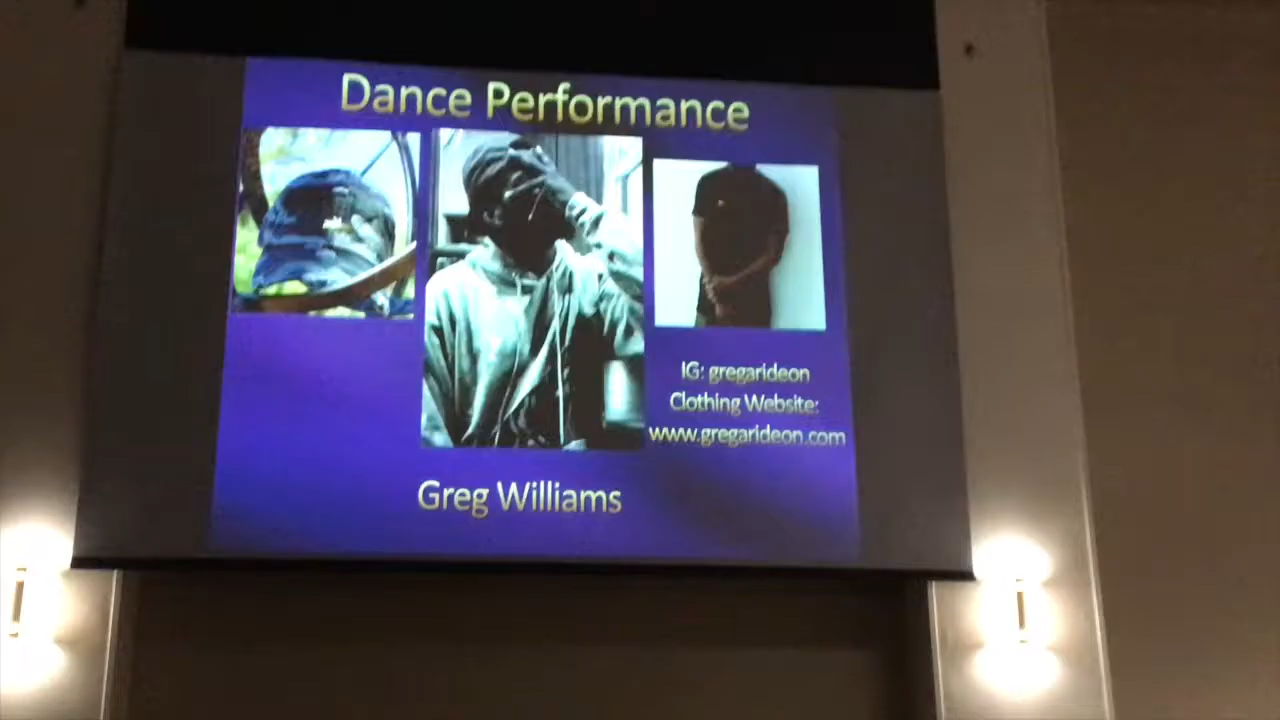 Dance Performance
IG: gregarideon
Clothing Website:
www.gregarideon.com
Greg Williams